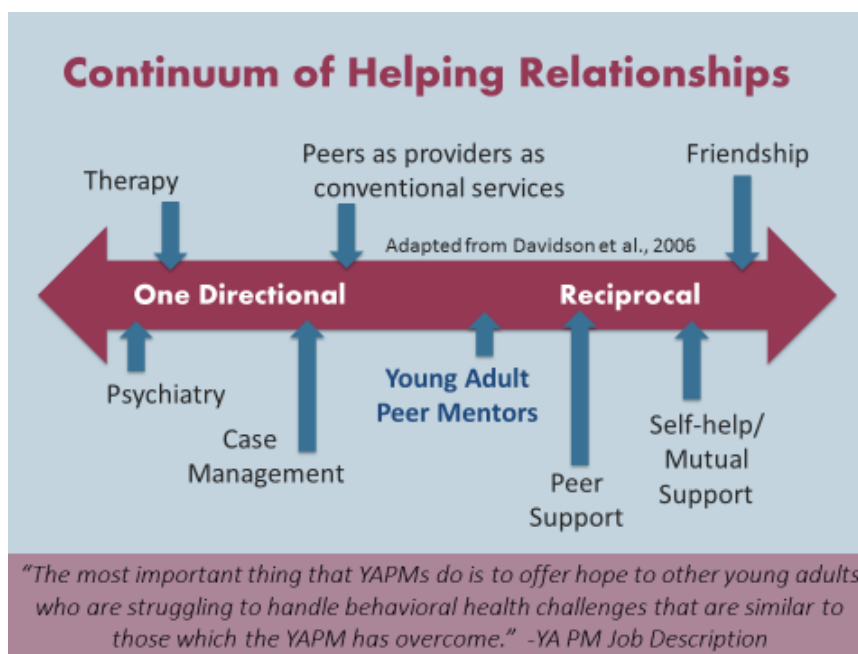 Continuum of Helping Relationships
Therapy
Peers as providers as
conventional services
Friendship
Adapted from Davidson et al., 2006
One Directional
Reciprocal
Psychiatry
Case
Management
Young Adult
Peer Mentors
Peer
Support
Self-help/
Mutual
Support
“The most important thing that YAPMs do is to offer hope to other young adults
who are struggling to handle behavioral health challenges that are similar to
those which the YAPM has overcome.” -YA PM Job Description